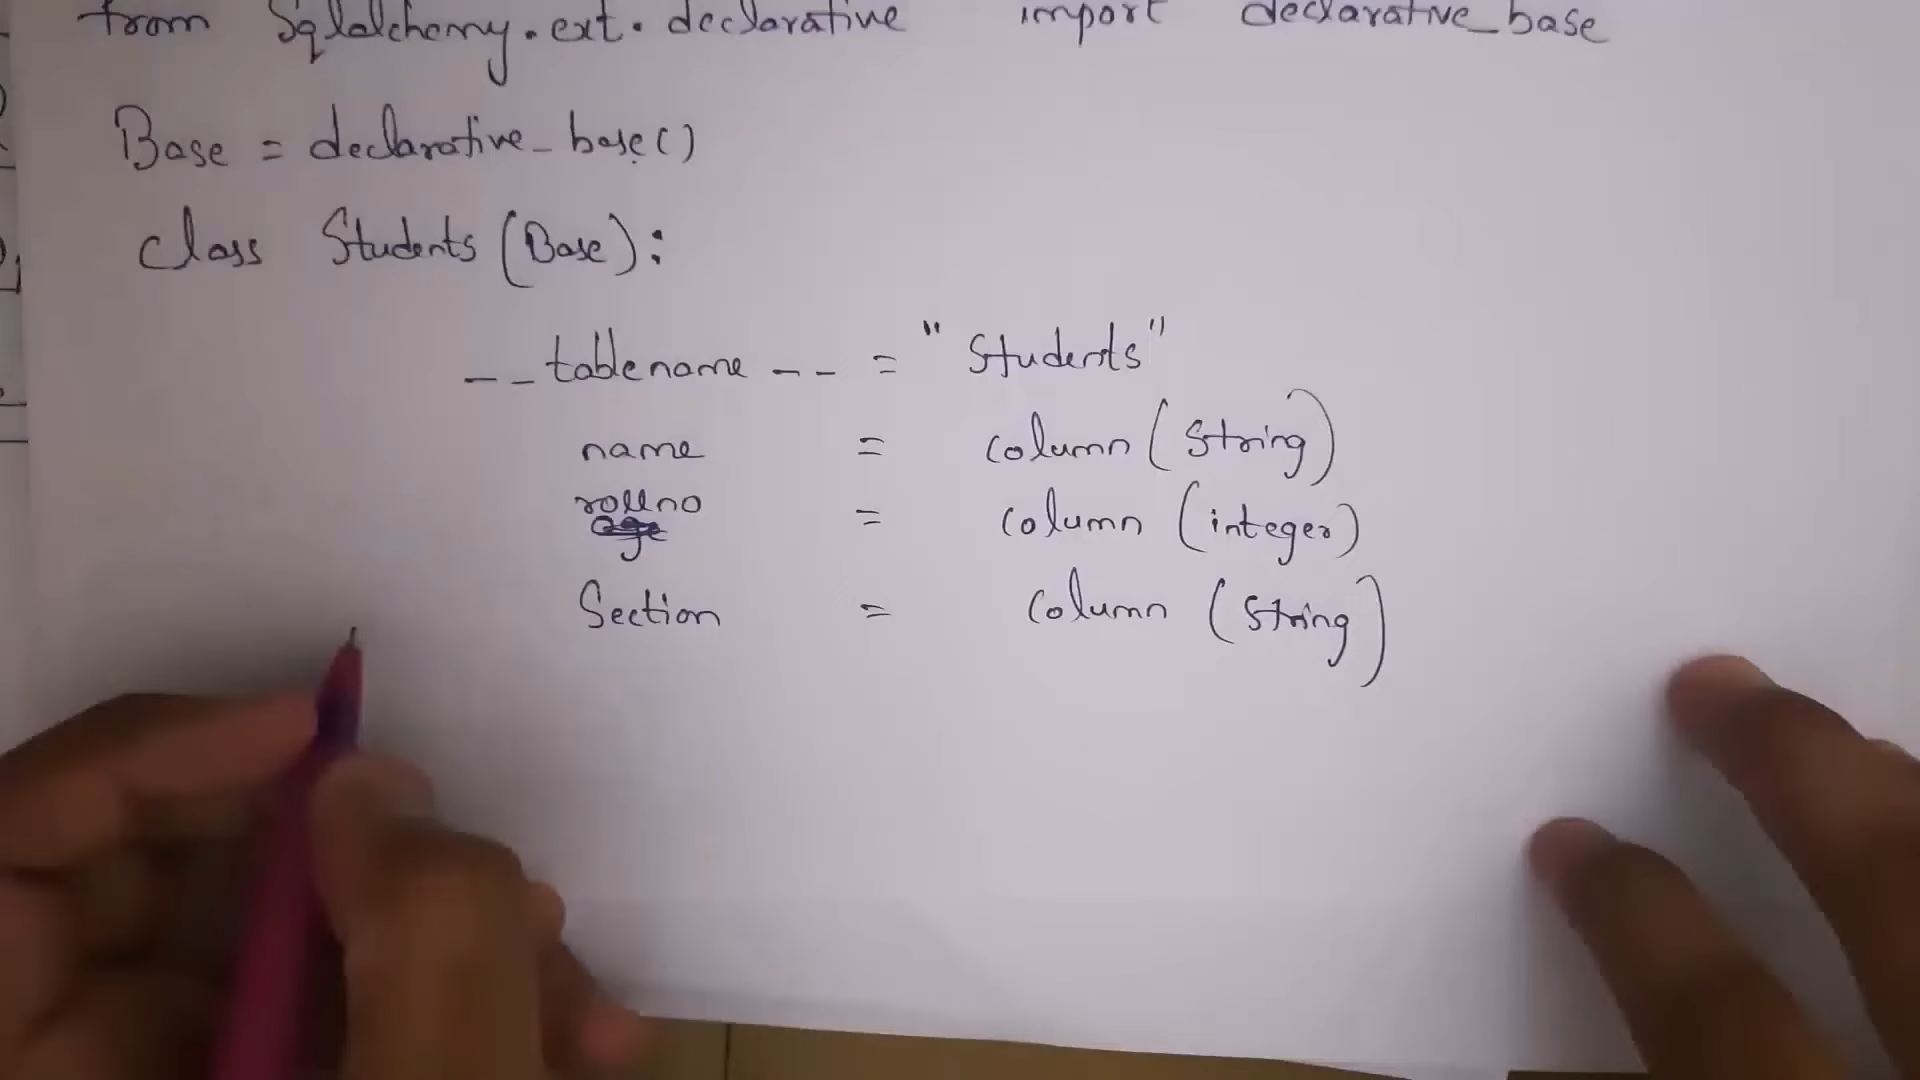 from Sqlalchemy.ext.declarative import declarative_base
Base = declarative_base()
class Students (Base):
__tablename__ = "Students"
name = column (String)
rollno = column (integer)
Section = column (String)